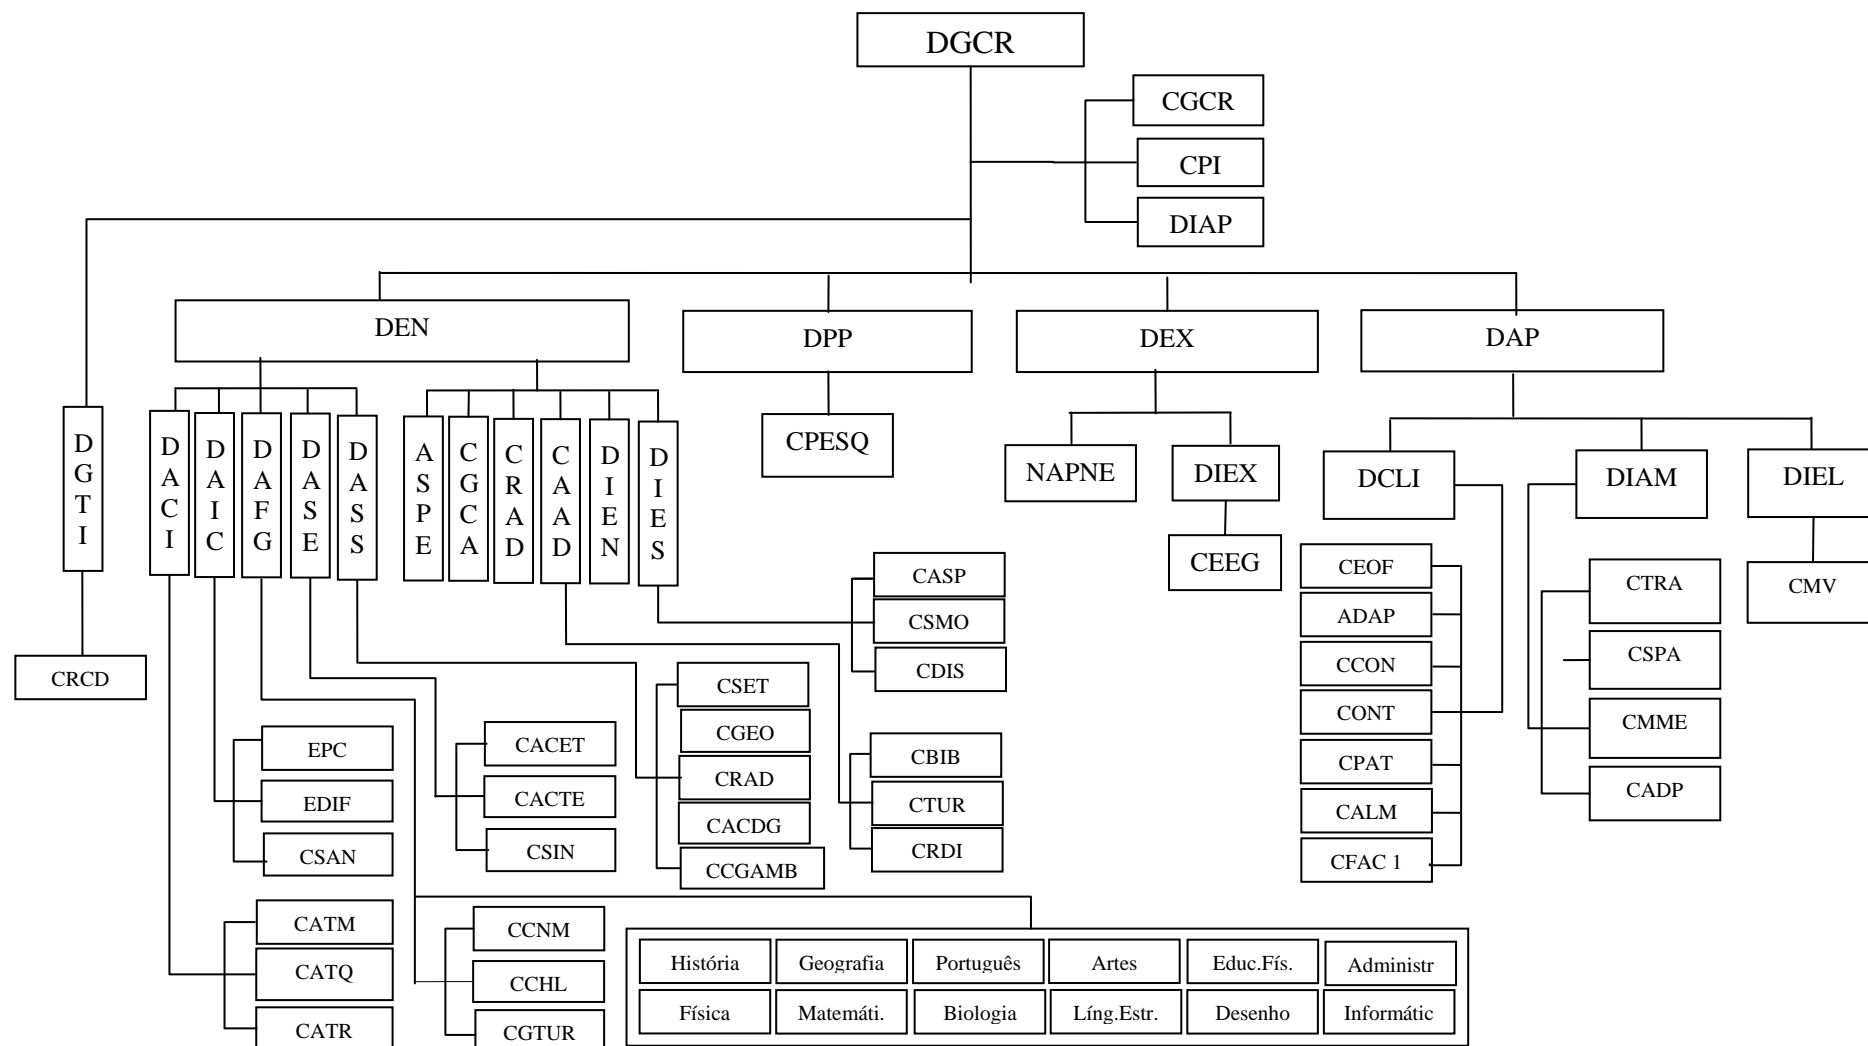 DGCR
CGCR
CPI
DIAP
DEN
DPP
DEX
DAP
DGTI
DACI
DAIC
DAFG
DASE
DASS
ASPE
CGCA
CRAD
CAAD
DIEN
DIES
CPESQ
NAPNE
DIEX
CEEG
DCLI
DIAM
DIEL
CRCD
CASP
CSMO
CDIS
CEOF
ADAP
CCON
CONT
CPAT
CALM
CFAC 1
CTRA
CSPA
CMME
CADP
CMV
EPC
EDIF
CSAN
CACET
CACTE
CSIN
CSET
CGEO
CRAD
CACDG
CCGAMB
CBIB
CTUR
CRDI
CATM
CATQ
CATR
CCNM
CCHL
CGTUR
História Geografia Português Artes Educ.Fís. Administr
Física Matemáti. Biologia Líng.Estr. Desenho Informátic